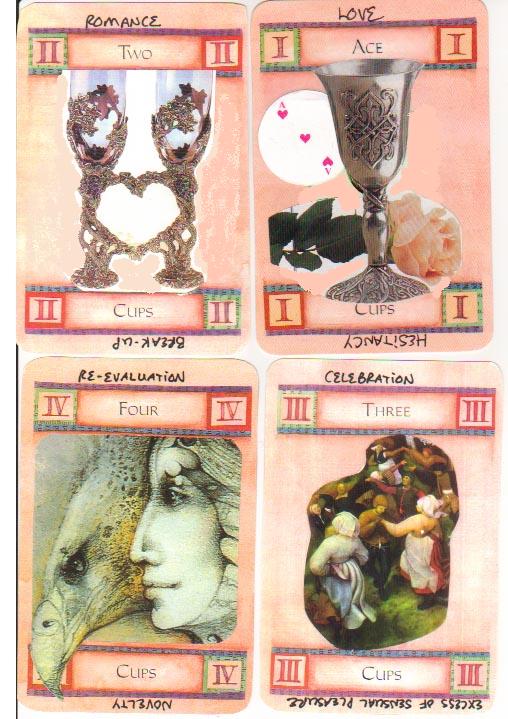 ROMANCE
II TWO II
II CUPS II
BREAK-UP
LOVE
I ACE I
A
A
I CUPS I
HESITANCY
RE-EVALUATION
IV FOUR IV
CUPS IV
NOVELTY
CELEBRATION
III THREE III
III CUPS III
EXCESS OF SENSUAL PLEASURE